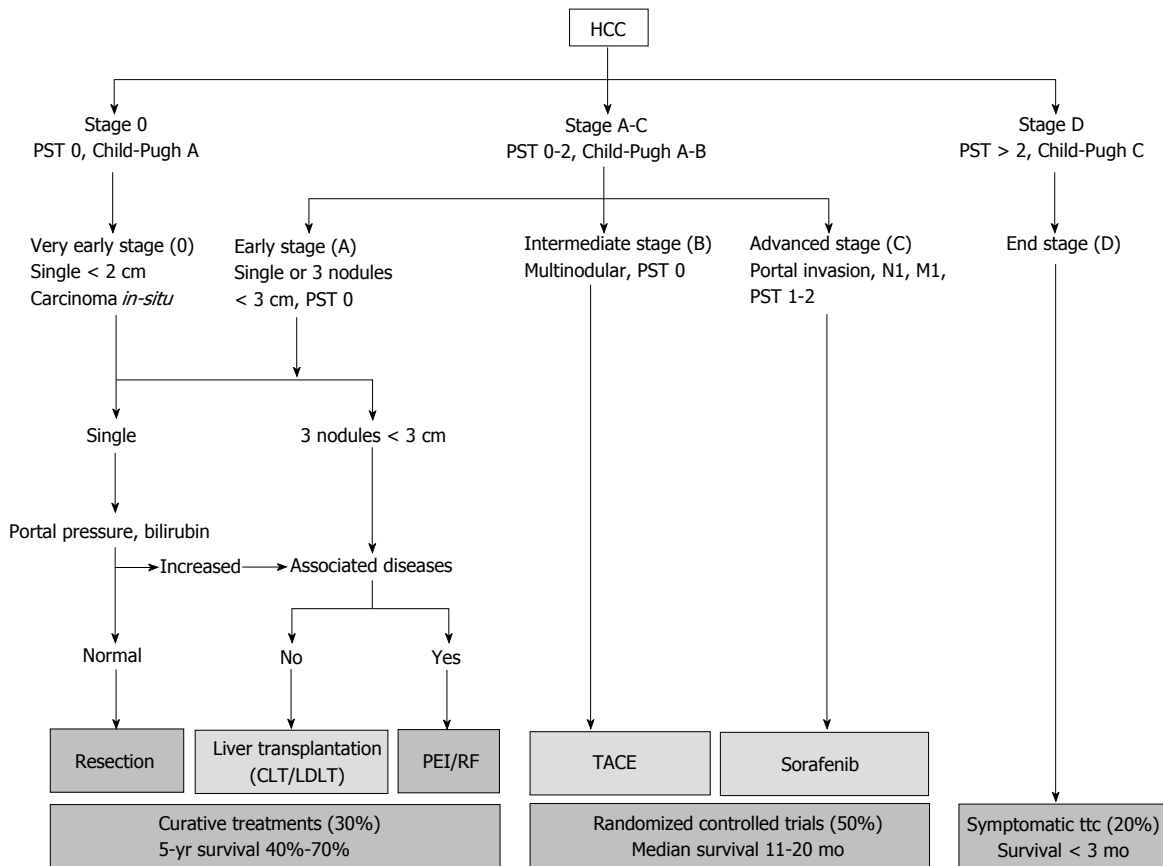 HCC
Stage 0
PST 0, Child-Pugh A
Stage A-C
PST 0-2, Child-Pugh A-B
Stage D
PST > 2, Child-Pugh C
Very early stage (0)
Single < 2 cm
Carcinoma in-situ
Early stage (A)
Single or 3 nodules
< 3 cm, PST 0
Intermediate stage (B)
Multinodular, PST 0
Advanced stage (C)
Portal invasion, N1, M1,
PST 1-2
End stage (D)
Single
3 nodules < 3 cm
Portal pressure, bilirubin
Increased
Associated diseases
Normal
No
Yes
Resection
Liver transplantation
(CLT/LDLT)
PEI/RF
TACE
Sorafenib
Curative treatments (30%)
5-yr survival 40%-70%
Randomized controlled trials (50%)
Median survival 11-20 mo
Symptomatic ttc (20%)
Survival < 3 mo